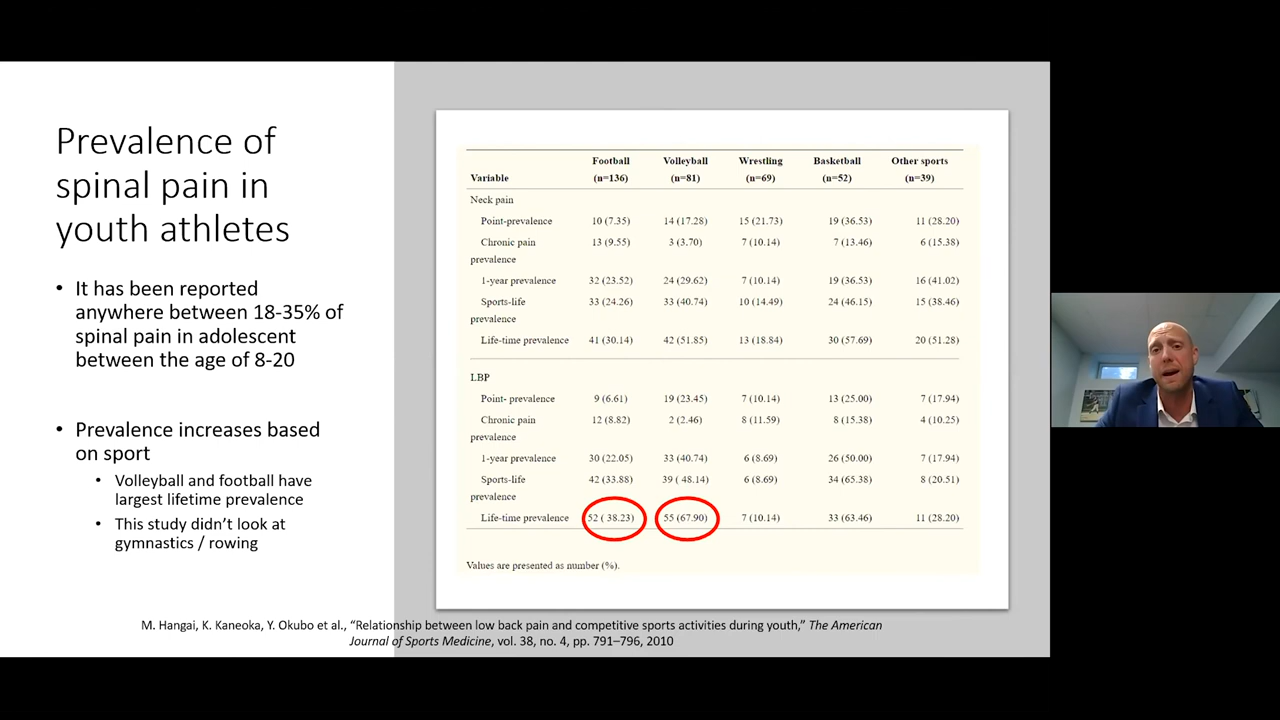 Prevalence of
spinal pain in
youth athletes
• It has been reported
anywhere between 18-35% of
spinal pain in adolescent
between the age of 8-20
• Prevalence increases based
on sport
• Volleyball and football have
largest lifetime prevalence
• This study didn't look at
gymnastics / rowing
Football Volleyball Wrestling Basketball Other sports
Variable (n=136) (n=81) (n=69) (n=52) (n=39)
Neck pain
Point-prevalence 10 (7.35) 14 (17.28) 15 (21.73) 19 (36.53) 11 (28.20)
Chronic pain 13 (9.55) 3 (3.70) 7 (10.14) 7 (13.46) 6 (15.38)
prevalence
1-year prevalence 32 (23.52) 24 (29.62) 7 (10.14) 19 (36.53) 16 (41.02)
Sports-life 33 (24.26) 33 (40.74) 10 (14.49) 24 (46.15) 15 (38.46)
prevalence
Life-time prevalence 41 (30.14) 42 (51.85) 13 (18.84) 30 (57.69) 20 (51.28)
LBP
Point- prevalence 9 (6.61) 19 (23.45) 7 (10.14) 13 (25.00) 7 (17.94)
Chronic pain 12 (8.82) 2 (2.46) 8 (11.59) 8 (15.38) 4 (10.25)
prevalence
1-year prevalence 30 (22.05) 33 (40.74) 6 (8.69) 26 (50.00) 7 (17.94)
Sports-life 42 (33.88) 39 ( 48.14) 6 (8.69) 34 (65.38) 8 (20.51)
prevalence
Life-time prevalence 52 ( 38.23) 55 (67.90) 7 (10.14) 33 (63.46) 11 (28.20)
Values are presented as number (%).
M. Hangai, K. Kaneoka, Y. Okubo et al., “Relationship between low back pain and competitive sports activities during youth,” The American
Journal of Sports Medicine, vol. 38, no. 4, pp. 791–796, 2010